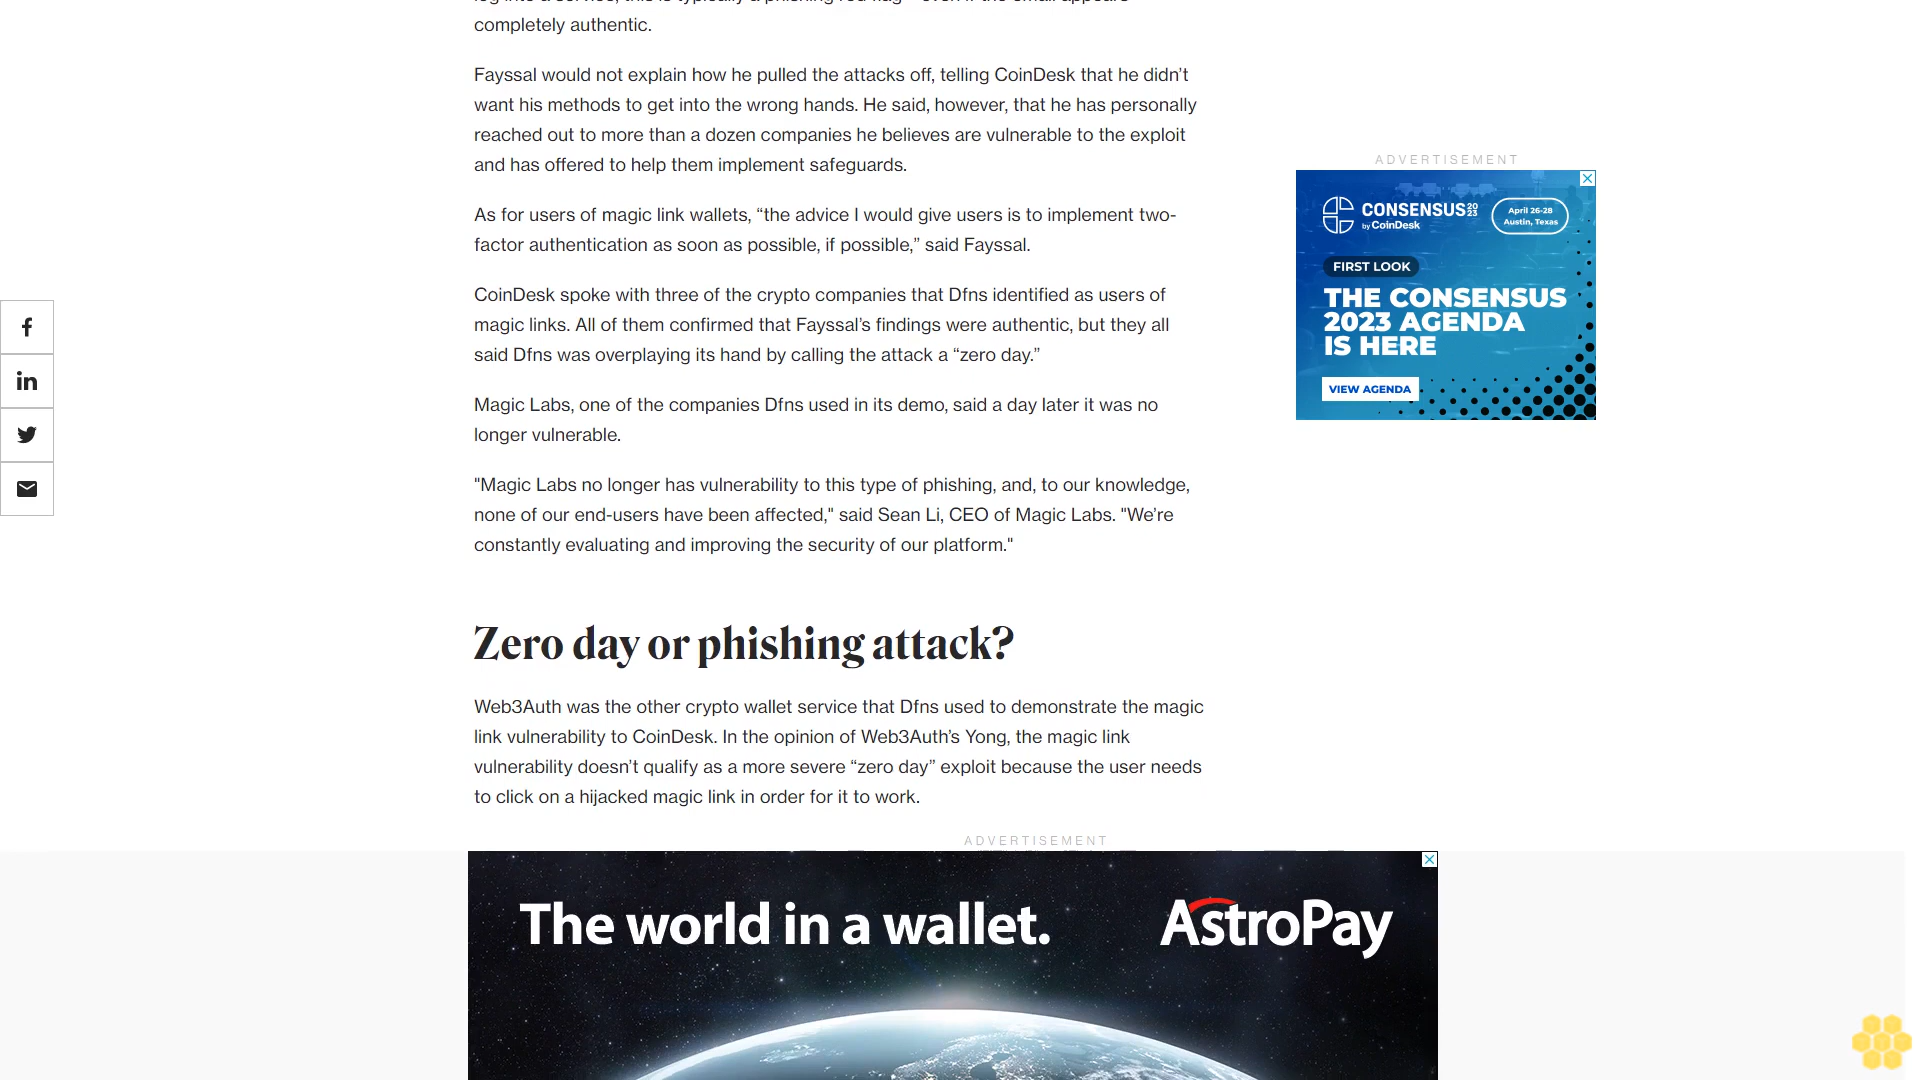 completely authentic.
Fayssal would not explain how he pulled the attacks off, telling CoinDesk that he didn’t
want his methods to get into the wrong hands. He said, however, that he has personally
reached out to more than a dozen companies he believes are vulnerable to the exploit
and has offered to help them implement safeguards.
As for users of magic link wallets, “the advice I would give users is to implement two-
factor authentication as soon as possible, if possible,” said Fayssal.
CoinDesk spoke with three of the crypto companies that Dfns identified as users of
magic links. All of them confirmed that Fayssal’s findings were authentic, but they all
said Dfns was overplaying its hand by calling the attack a “zero day.”
Magic Labs, one of the companies Dfns used in its demo, said a day later it was no
longer vulnerable.
"Magic Labs no longer has vulnerability to this type of phishing, and, to our knowledge,
none of our end-users have been affected," said Sean Li, CEO of Magic Labs. "We’re
constantly evaluating and improving the security of our platform."
Zero day or phishing attack?
Web3Auth was the other crypto wallet service that Dfns used to demonstrate the magic
link vulnerability to CoinDesk. In the opinion of Web3Auth’s Yong, the magic link
vulnerability doesn’t qualify as a more severe “zero day” exploit because the user needs
to click on a hijacked magic link in order for it to work.
ADVERTISEMENT
CONSENSUS 2023
by CoinDesk
April 26-28
Austin, Texas
FIRST LOOK
THE CONSENSUS
2023 AGENDA
IS HERE
VIEW AGENDA
ADVERTISEMENT
The world in a wallet.
AstroPay